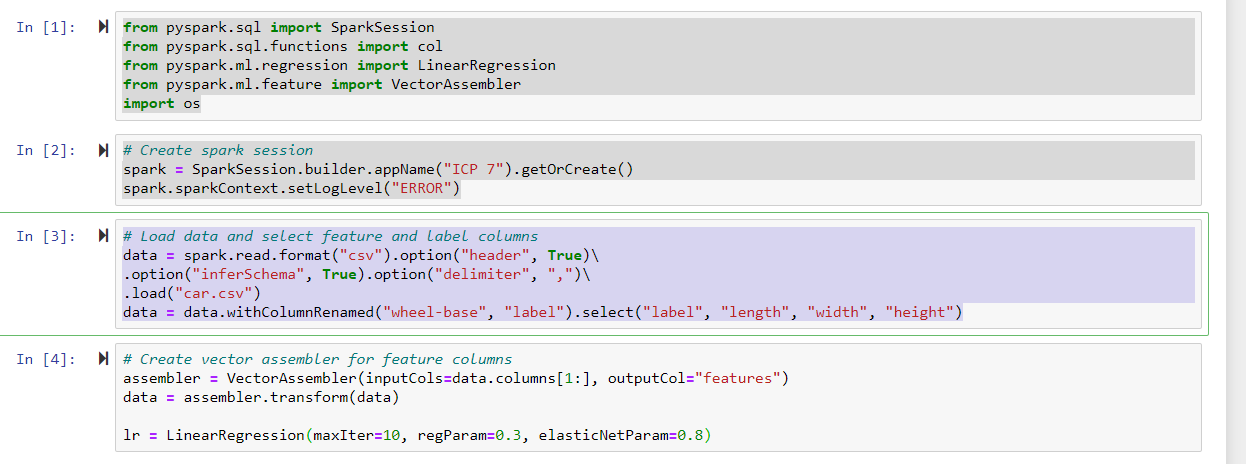 In [1]:
from pyspark.sql import SparkSession
from pyspark.sql.functions import col
from pyspark.ml.regression import LinearRegression
from pyspark.ml.feature import VectorAssembler
import os
In [2]:
# Create spark session
spark = SparkSession.builder.appName("ICP 7").getOrCreate()
spark.sparkContext.setLogLevel("ERROR")
In [3]:
# Load data and select feature and label columns
data = spark.read.format("csv").option("header", True)\
.option("inferSchema", True).option("delimiter", ",")\
.load("car.csv")
data = data.withColumnRenamed("wheel-base", "label").select("label", "length", "width", "height")
In [4]:
# Create vector assembler for feature columns
assembler = VectorAssembler(inputCols=data.columns[1:], outputCol="features")
data = assembler.transform(data)
lr = LinearRegression(maxIter=10, regParam=0.3, elasticNetParam=0.8)